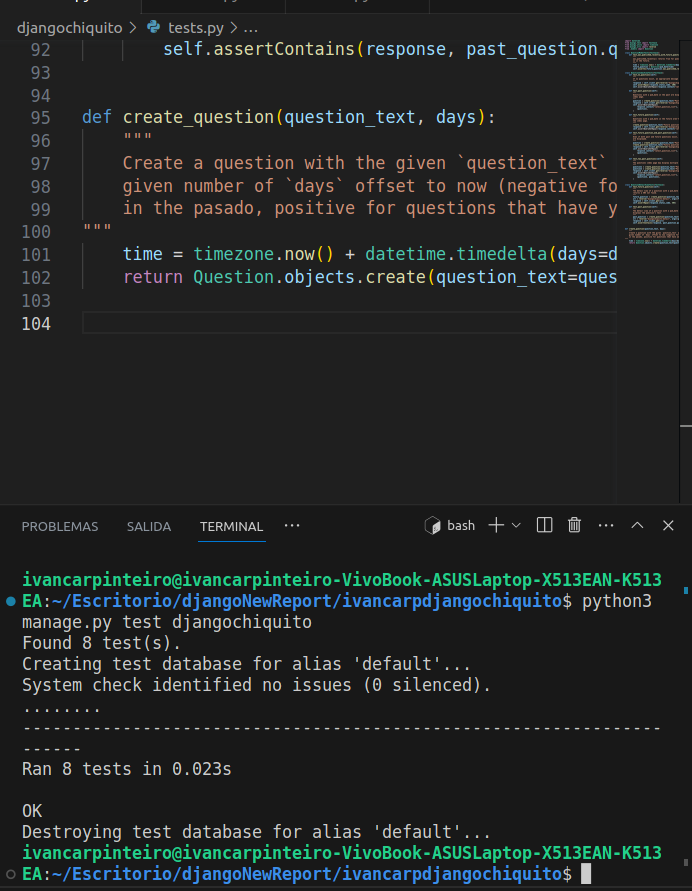 djangochiquito > tests.py > ...
92 self.assertContains(response, past_question.q
93
94
95 def create_question(question_text, days):
96 """
97 Create a question with the given `question_text`
98 given number of `days` offset to now (negative fo
99 in the pasado, positive for questions that have y
100 """
101 time = timezone.now() + datetime.timedelta(days=d
102 return Question.objects.create(question_text=ques
103
104
PROBLEMAS SALIDA TERMINAL ··· bash
ivancarpinteiro@ivancarpinteiro-VivoBook-ASUSLaptop-X513EAN-K513
EA:~/Escritorio/djangoNewReport/ivancarpdjangochiquito$ python3
manage.py test djangochiquito
Found 8 test(s).
Creating test database for alias 'default'...
System check identified no issues (0 silenced).
........
----------------------------------------------------------------
------
Ran 8 tests in 0.023s
OK
Destroying test database for alias 'default'...
ivancarpinteiro@ivancarpinteiro-VivoBook-ASUSLaptop-X513EAN-K513
EA:~/Escritorio/djangoNewReport/ivancarpdjangochiquito$